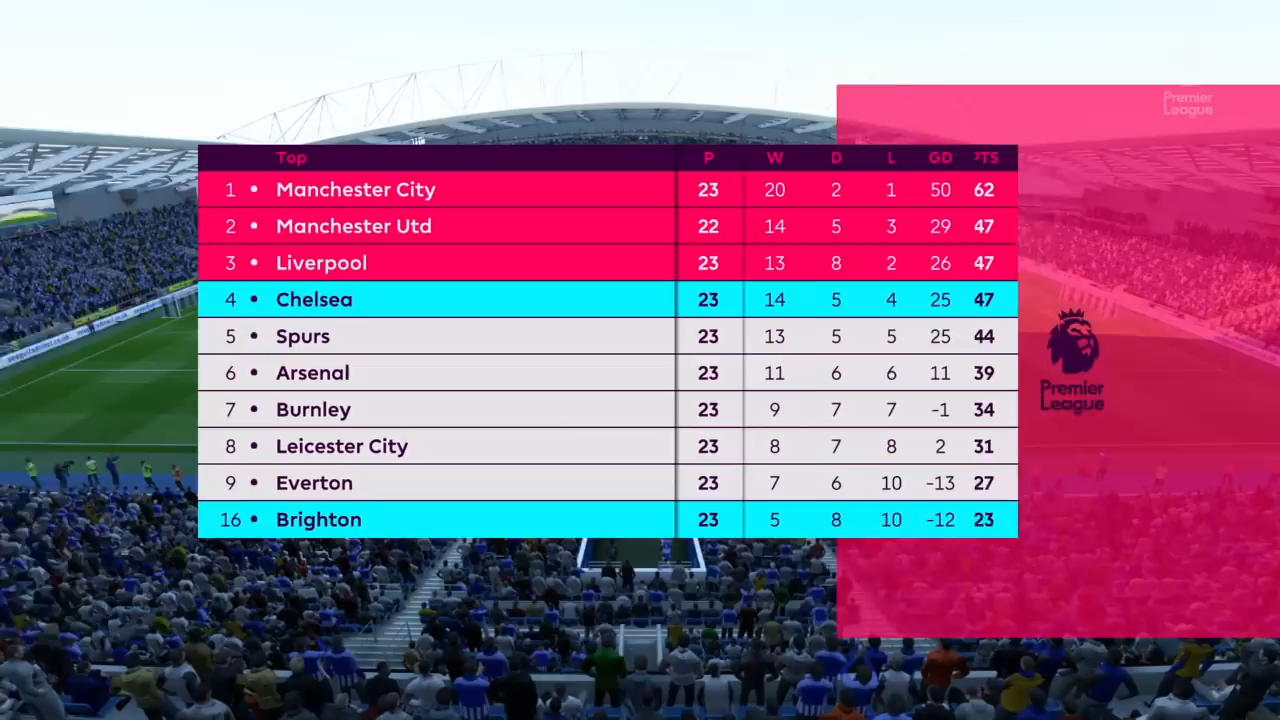 Premier
League
Top P W D L GD PTS
1 • Manchester City 23 20 2 1 50 62
2 • Manchester Utd 22 14 5 3 29 47
3 • Liverpool 23 13 8 2 26 47
4 • Chelsea 23 14 5 4 25 47
5 • Spurs 23 13 5 5 25 44
6 • Arsenal 23 11 6 6 11 39
7 • Burnley 23 9 7 7 -1 34
8 • Leicester City 23 8 7 8 2 31
9 • Everton 23 7 6 10 -13 27
16 • Brighton 23 5 8 10 -12 23
Premier
League